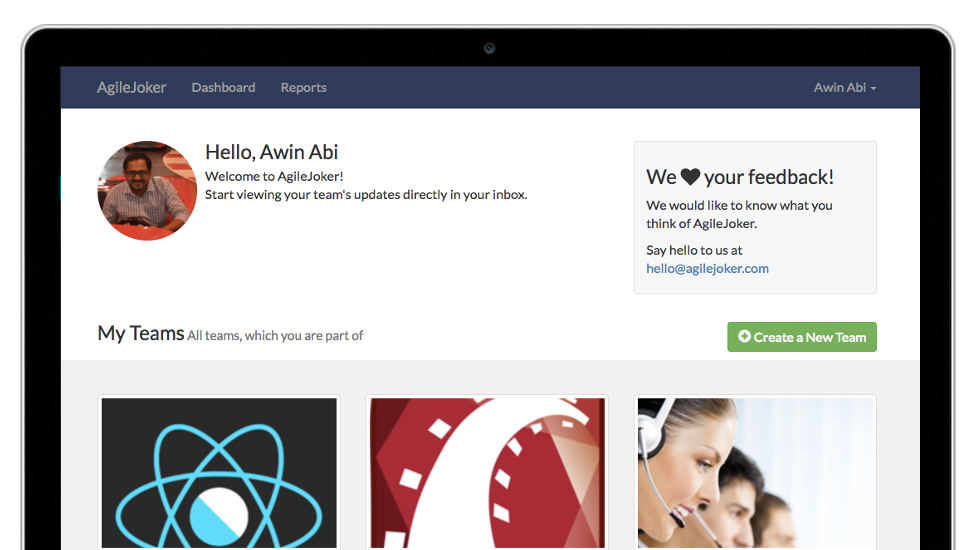 AgileJoker Dashboard Reports Awin Abi
Hello, Awin Abi
Welcome to AgileJoker!
Start viewing your team's updates directly in your inbox.
We ♥ your feedback!
We would like to know what you
think of AgileJoker.
Say hello to us at
hello@agilejoker.com
My Teams All teams, which you are part of
Create a New Team